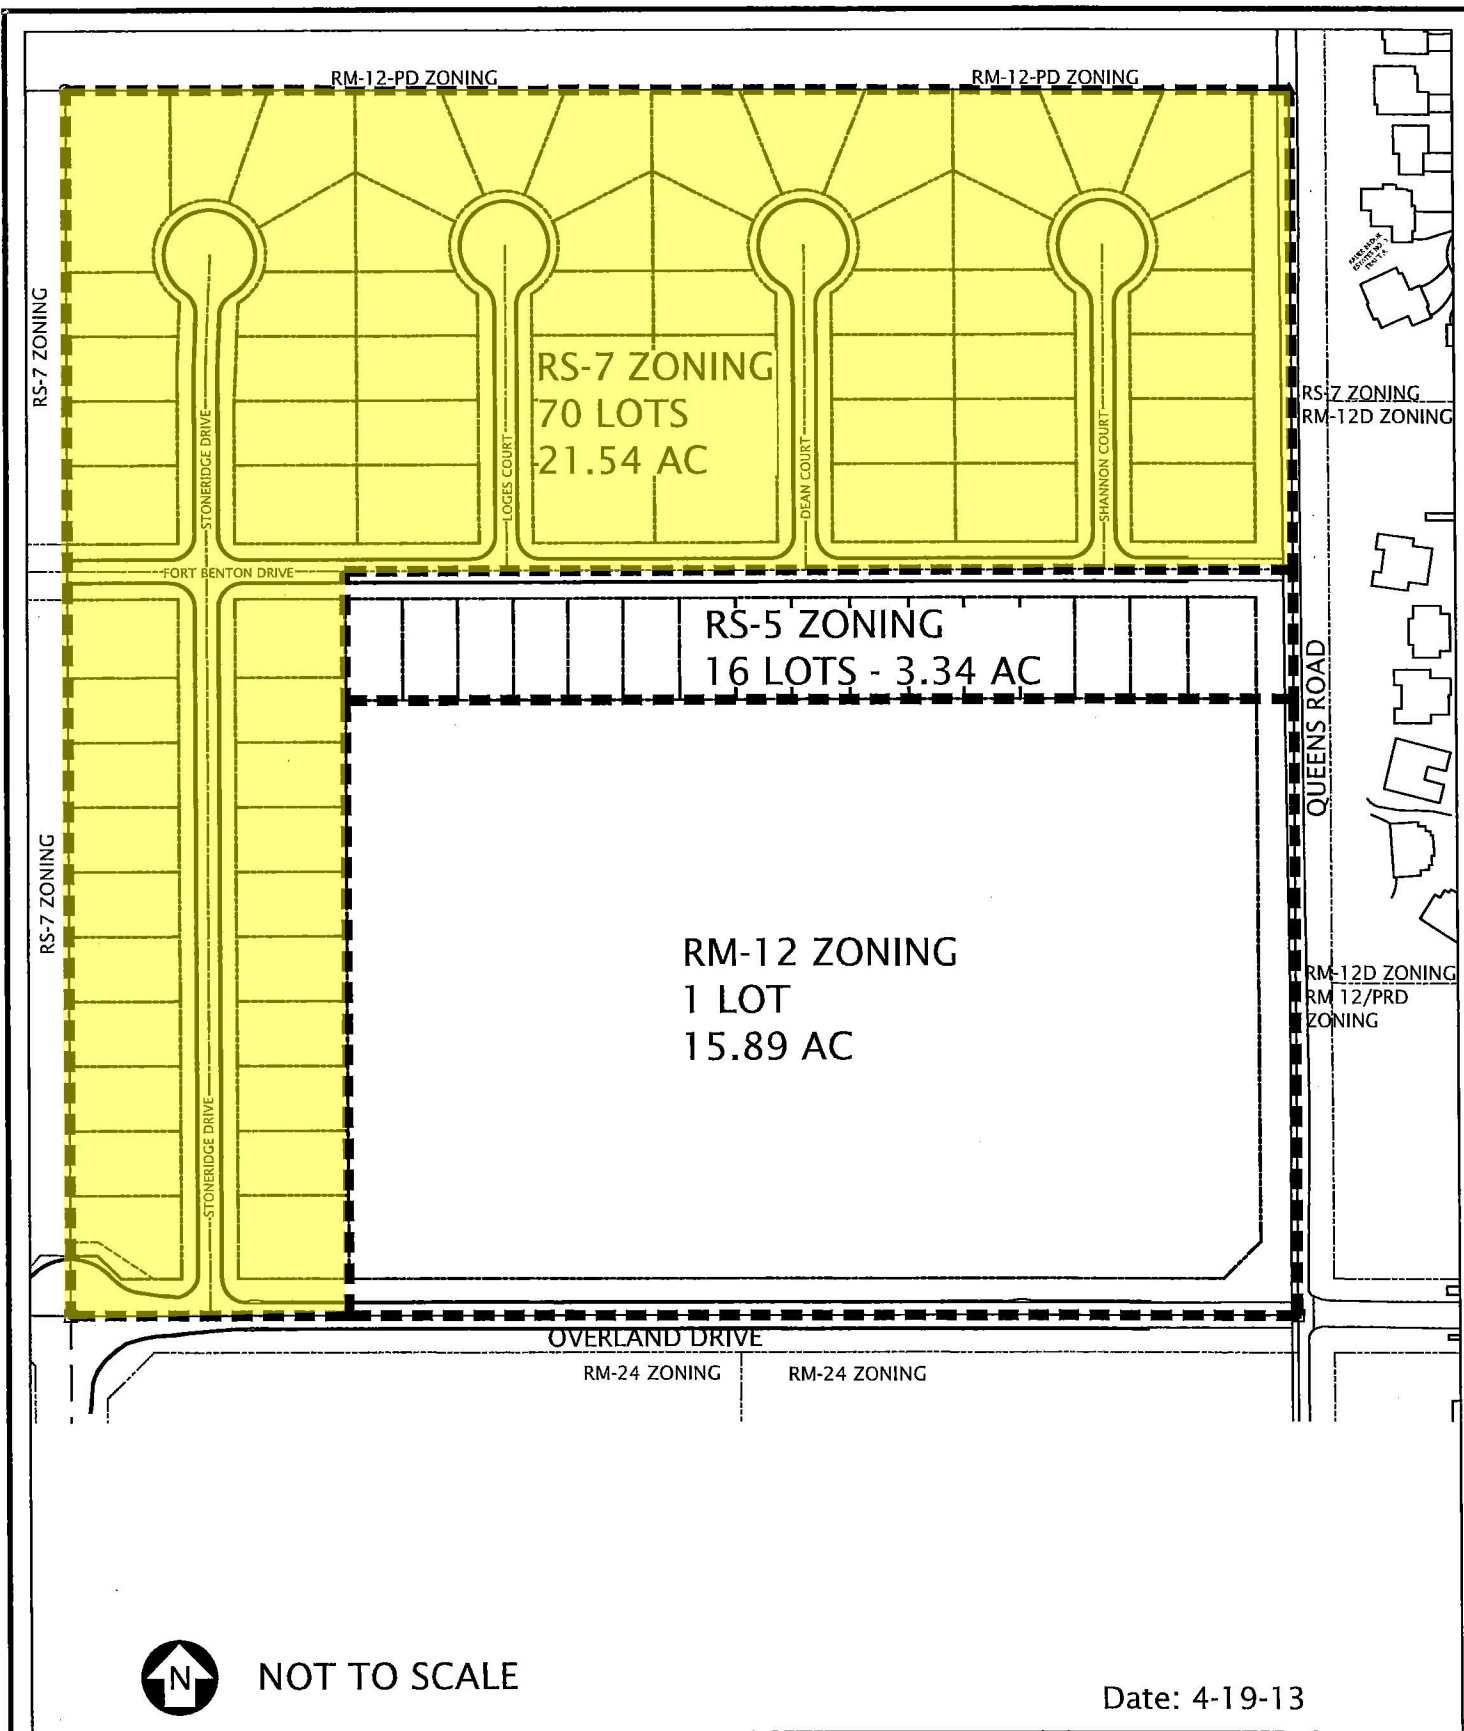 RM-12-PD ZONING
RM-12-PD ZONING
RS-7 ZONING
RS-7 ZONING
70 LOTS
21.54 AC
STONERIDGE DRIVE
LOGES COURT
DEAN COURT
SHANNON COURT
RS-7 ZONING
RM-12D ZONING
FORT BENTON DRIVE
RS-5 ZONING
16 LOTS - 3.34 AC
QUEENS ROAD
RS-7 ZONING
RM-12 ZONING
1 LOT
15.89 AC
RM-12D ZONING
RM 12/PRD
ZONING
STONERIDGE DRIVE
OVERLAND DRIVE
RM-24 ZONING
RM-24 ZONING
N
NOT TO SCALE
Date: 4-19-13